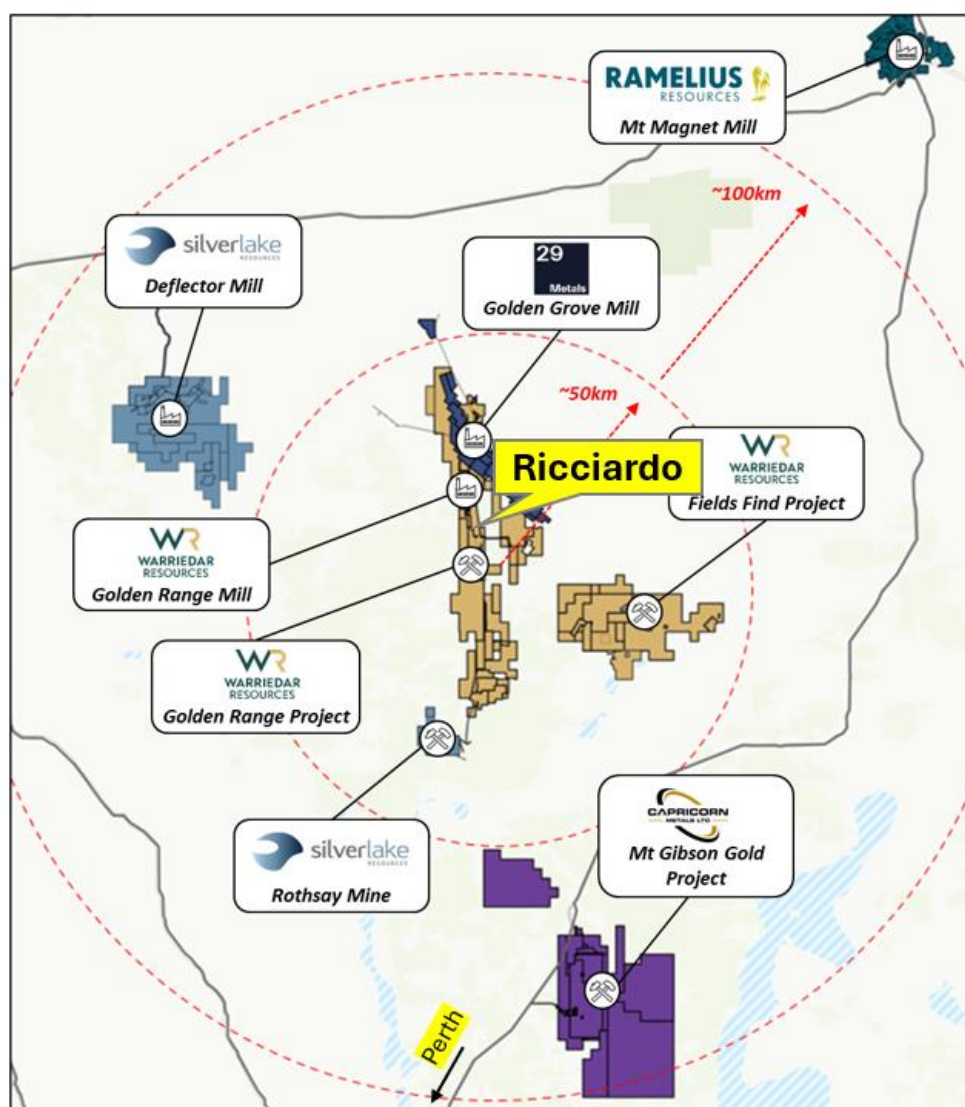 RAMELIUS
RESOURCES
Mt Magnet Mill
~100km
silverlake
RESOURCES
Deflector Mill
29
Metals
Golden Grove Mill
~50km
Ricciardo
WR
WARRIEDAR
RESOURCES
Fields Find Project
WR
WARRIEDAR
RESOURCES
Golden Range Mill
WR
WARRIEDAR
RESOURCES
Golden Range Project
silverlake
RESOURCES
Rothsay Mine
CAPRICORN
METALS LTD
Mt Gibson Gold
Project
Perth